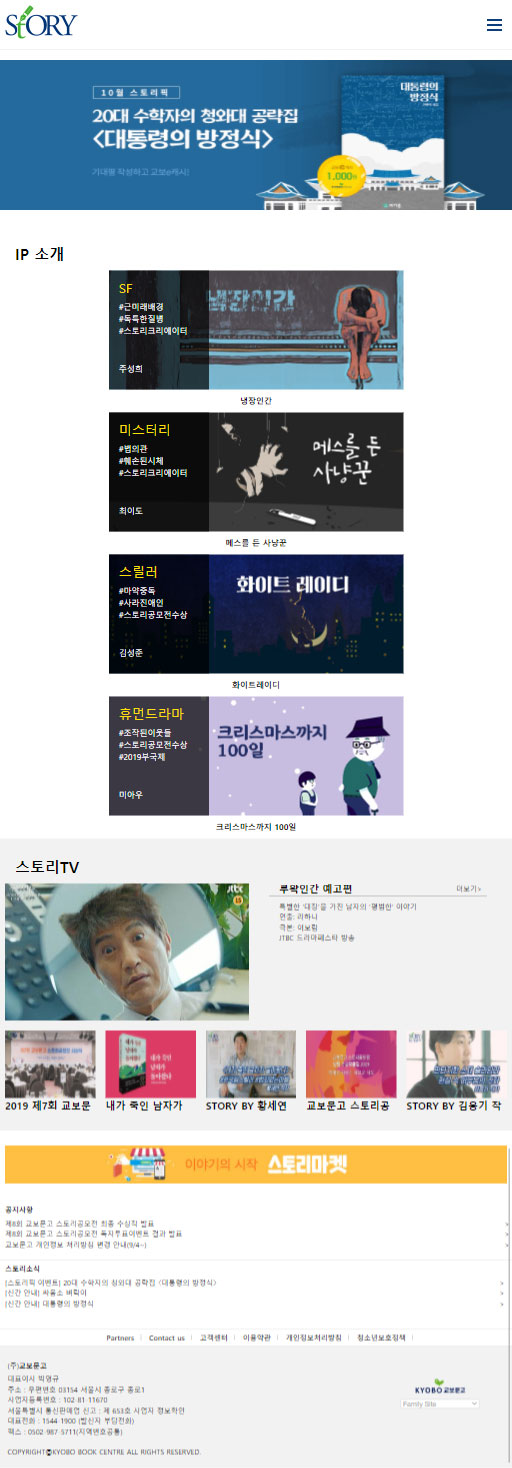 StORY
10월 스토리픽
20대 수학자의 청와대 공략집
<대통령의 방정식>
기대평 작성하고 교보e캐시!
대통령의
방정식
1,000원
IP 소개
SF
#근미래배경
#독특한질병
#스토리크리에이터
주성희
냉장인간
냉장인간
미스터리
#법의관
#훼손된시체
#스토리크리에이터
최이도
메스를 든
사냥꾼
메스를 든 사냥꾼
스릴러
#마약중독
#사라진애인
#스토리공모전수상
김성준
화이트 레이디
화이트레이디
휴먼드라마
#조작된이웃들
#스토리공모전수상
#2019부국제
미아우
크리스마스까지
100일
크리스마스까지 100일
스토리TV
jtbc
15
루왁인간 예고편
더보기>
특별한 '대장'을 가진 남자의 '평범한' 이야기
연출: 라하나
극본: 이보람
JTBC 드라마페스타 방송
2019 제7회 교보문
내가 죽인
남자가
돌아왔다
내가 죽인 남자가
STORY BY 황세연
교보문고 스토리공
STORY BY 김용기 작
이야기의 시작 스토리마켓
공지사항
제8회 교보문고 스토리공모전 최종 수상작 발표
>
제8회 교보문고 스토리공모전 독자투표이벤트 결과 발표
>
교보문고 개인정보 처리방침 변경 안내(9/4~)
>
스토리소식
[스토리픽 이벤트] 20대 수학자의 청와대 공략집 <대통령의 방정식>
>
[신간 안내] 싸움소 바휘이
>
[신간 안내] 대통령의 방정식
>
Partners | Contact us | 고객센터 | 이용약관 | 개인정보처리방침 | 청소년보호정책 |
(주)교보문고
대표이사 박영규
주소 : 우편번호 03154 서울시 종로구 종로1
사업자등록번호 : 102-81-11670
서울특별시 통신판매업 신고 : 제 653호 사업자 정보확인
대표전화 : 1544-1900 (발신자 부담전화)
팩스 : 0502-987-5711(지역번호공통)
COPYRIGHT©KYOBO BOOK CENTRE ALL RIGHTS RESERVED.
KYOBO 교보문고
Family Site